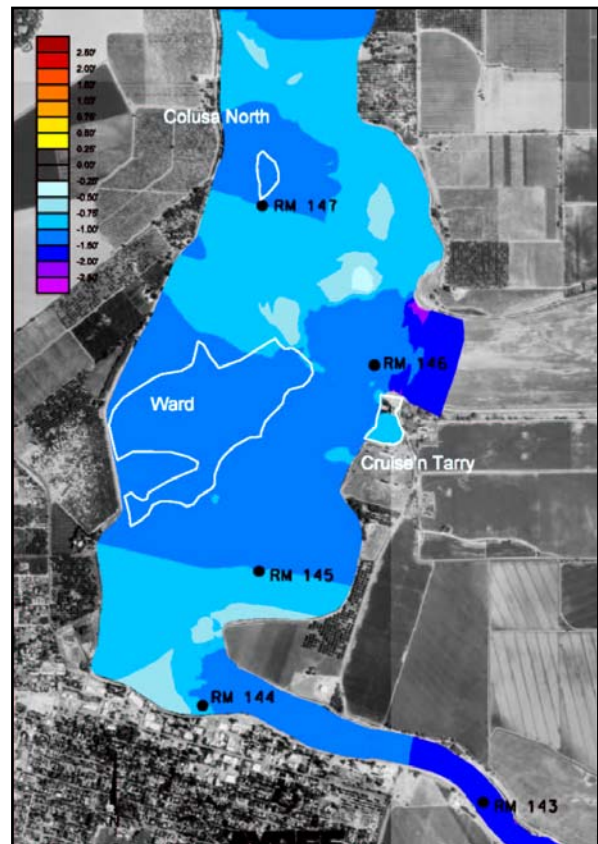 2.50'
2.00'
1.50'
1.00'
0.75'
0.50'
0.25'
0.00'
-0.25'
-0.50'
-0.75'
-1.00'
-1.50'
-2.00'
-2.50'
Colusa North
RM 147
RM 146
Ward
Cruise'n Tarry
RM 145
RM 144
RM 143